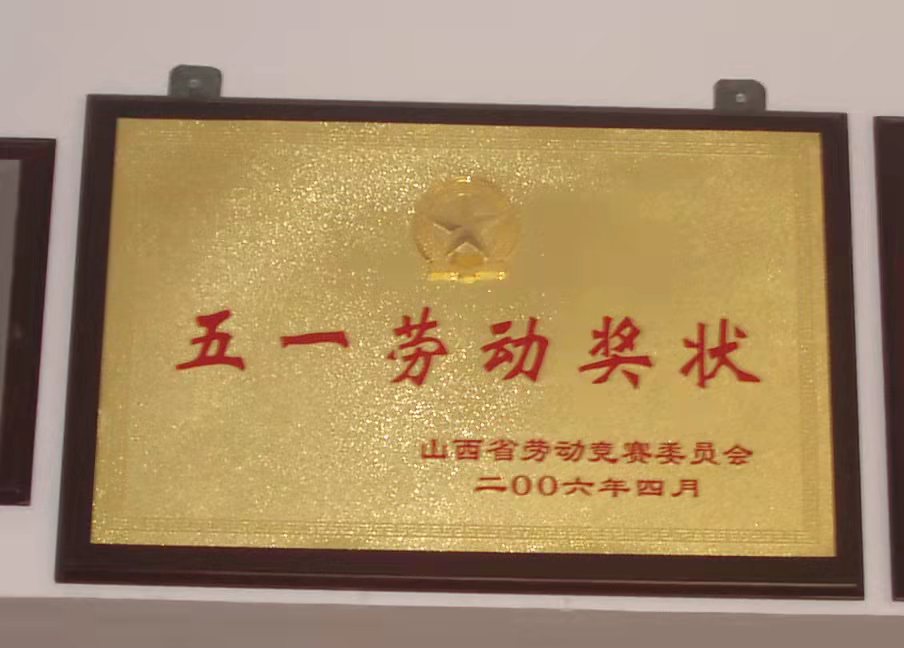 五一劳动奖状
山西省劳动竞赛委员会
二00六年四月